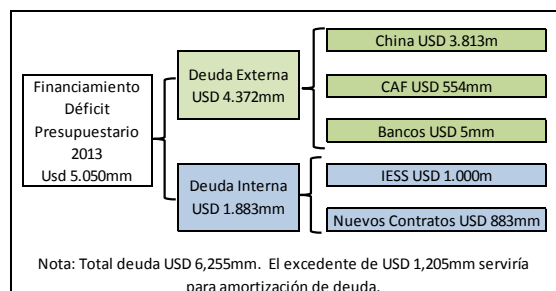 Financiamiento
Déficit
Presupuestario
2013
Usd 5.050mm
Deuda Externa
USD 4.372mm
China USD 3.813m
CAF USD 554mm
Bancos USD 5mm
Deuda Interna
USD 1.883mm
IESS USD 1.000m
Nuevos Contratos USD 883mm
Nota: Total deuda USD 6,255mm. El excedente de USD 1,205mm serviría
para amortización de deuda.